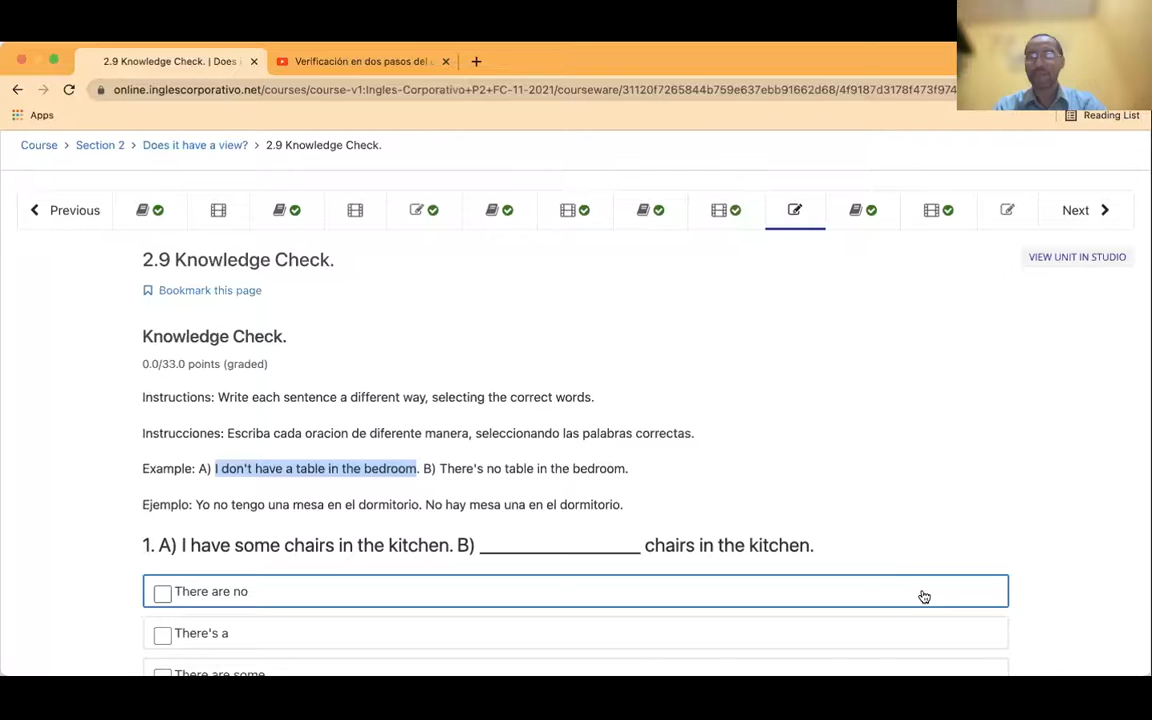 2.9 Knowledge Check. | Does
Verificación en dos pasos del
online.inglescorporativo.net/courses/course-v1:Ingles-Corporativo+P2+FC-11-2021/courseware/31120f7265844b759e637ebb91662d68/4f9187d3178f473f974
Apps
Reading List
Course > Section 2 > Does it have a view? > 2.9 Knowledge Check.
Previous
Next
2.9 Knowledge Check.
VIEW UNIT IN STUDIO
Bookmark this page
Knowledge Check.
0.0/33.0 points (graded)
Instructions: Write each sentence a different way, selecting the correct words.
Instrucciones: Escriba cada oracion de diferente manera, seleccionando las palabras correctas.
Example: A) I don't have a table in the bedroom. B) There's no table in the bedroom.
Ejemplo: Yo no tengo una mesa en el dormitorio. No hay mesa una en el dormitorio.
1. A) I have some chairs in the kitchen. B) _________________ chairs in the kitchen.
There are no
There's a
There are some